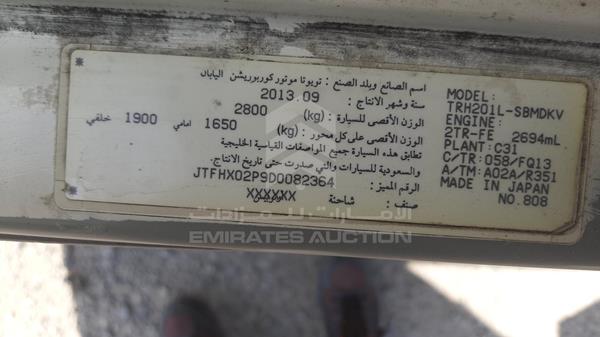 اسم الصانع وبلد الصنع : تويوتا موتور كوربوريشن اليابان
سنة وشهر الانتاج : 2013.09
الوزن الأقصى للسيارة (kg) 2800
الوزن الأقصى على كل محور : (kg) 1650 امامي 1900 خلفي
تطابق هذه السيارة جميع المواصفات القياسية الخليجية
والسعودية للسيارات والتي صدرت حتى تاريخ الانتاج.
الرقم المميز : JTFHX02P9D0082364
صنف : شاحنة XXXXXX
MODEL:
TRH201L-SBMDKV
ENGINE:
2TR-FE 2694mL
PLANT: C31
C/TR: 058/FQ13
A/TM: A02A/R351
MADE IN JAPAN
NO. 808
الامارات للمزادات
EMIRATES AUCTION